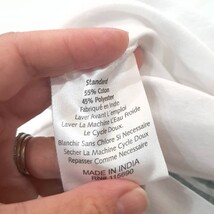 Standard
55% Coton
45% Polyester
Fabriqué en Inde
Laver Avant L'emploi
Laver La Machine L'Eau Froide
Le Cycle Doux.
Blanchir Sans Chlore Si Necessaire
Secher La Machine Cycle Doux
Repasser Comme Necessaire
MADE IN INDIA